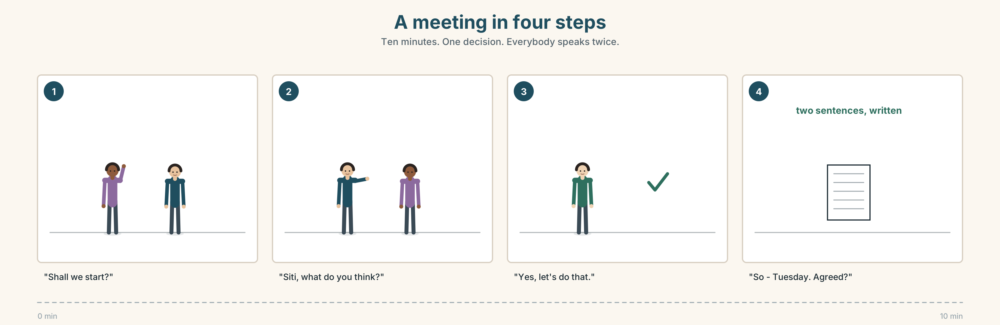 A meeting in four steps
Ten minutes. One decision. Everybody speaks twice.
1
2
3
4
two sentences, written
"Shall we start?"
"Siti, what do you think?"
"Yes, let's do that."
"So - Tuesday. Agreed?"
0 min
10 min